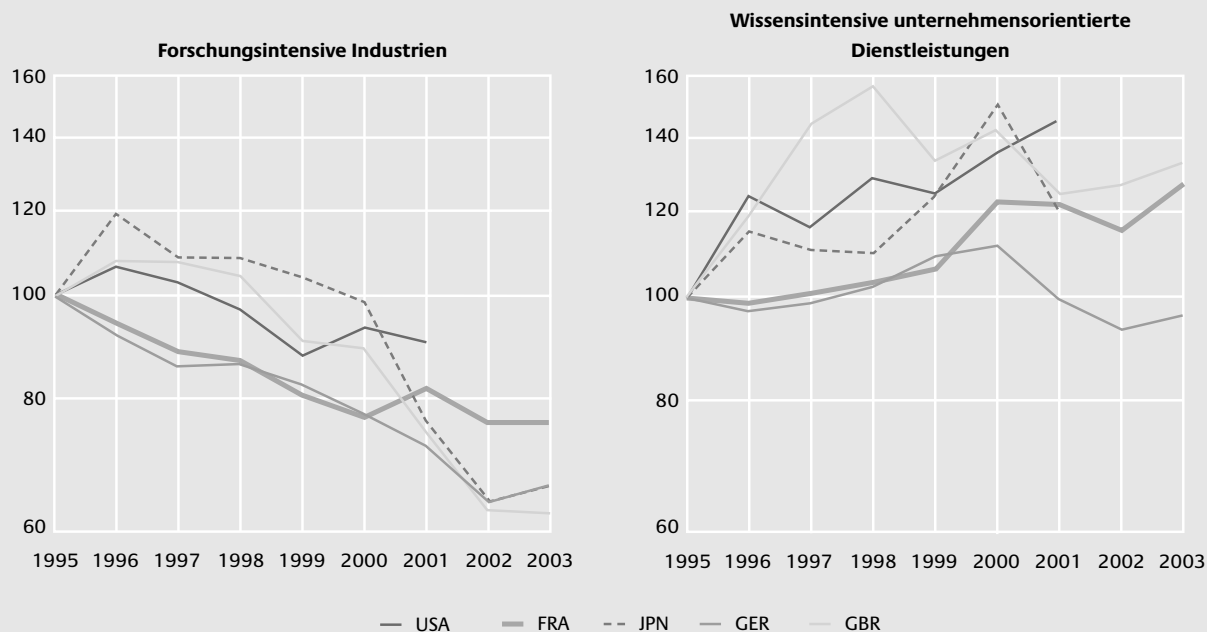 Forschungsintensive Industrien
160
140
120
100
80
60
1995 1996 1997 1998 1999 2000 2001 2002 2003
Wissensintensive unternehmensorientierte
Dienstleistungen
160
140
120
100
80
60
1995 1996 1997 1998 1999 2000 2001 2002 2003
USA FRA JPN GER GBR